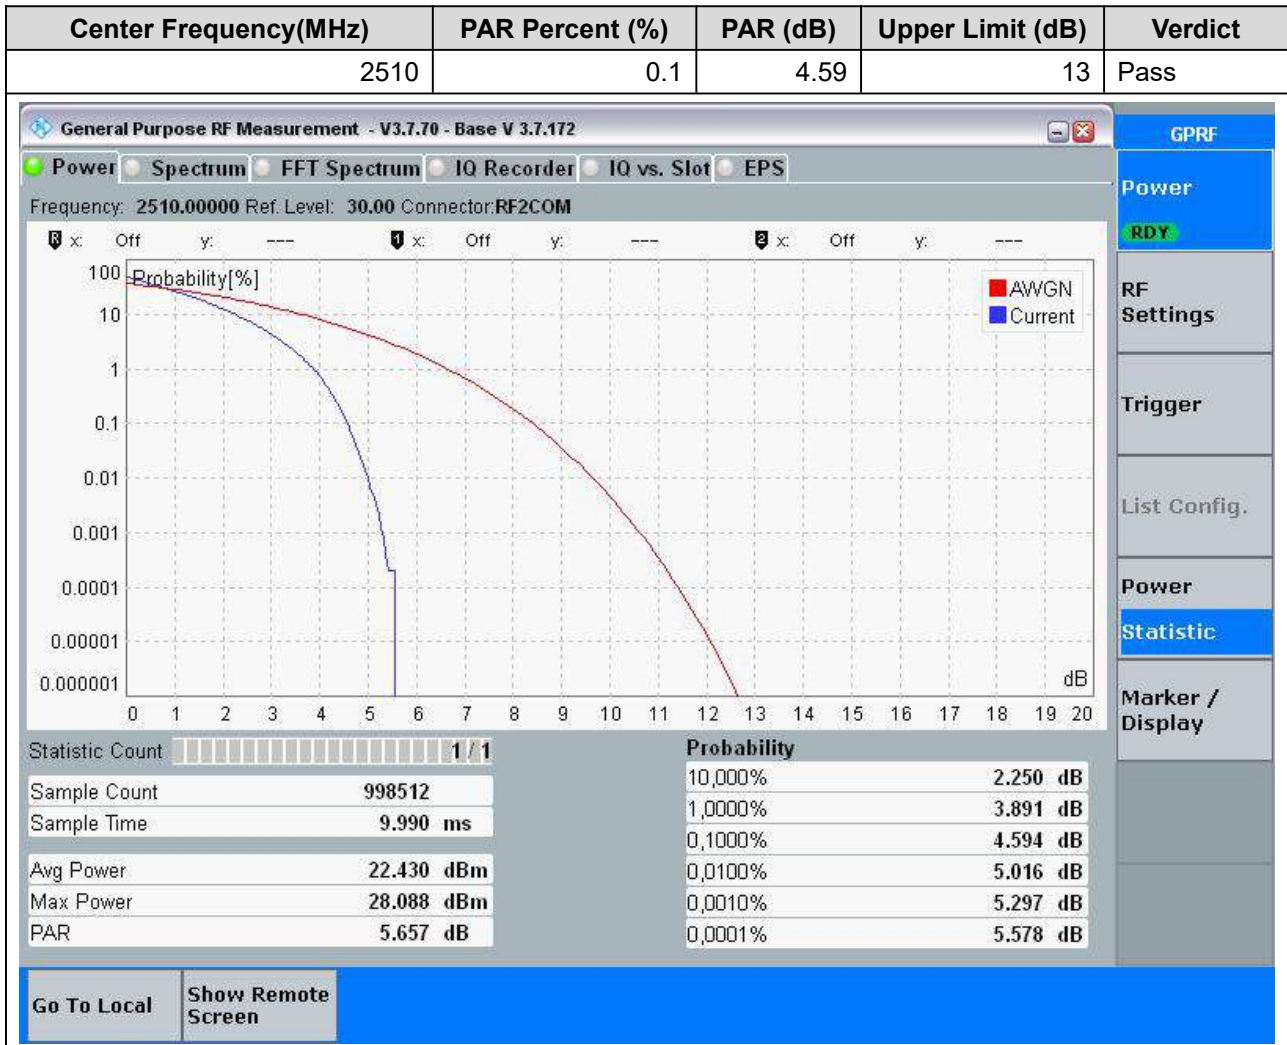 Center Frequency(MHz) PAR Percent (%) PAR (dB) Upper Limit (dB) Verdict
2510 0.1 4.59 13 Pass
General Purpose RF Measurement - V3.7.70 - Base V 3.7.172
GPRF
Power Spectrum FFT Spectrum IQ Recorder IQ vs. Slot EPS
Frequency: 2510.00000 Ref. Level: 30.00 Connector:RF2COM
R x: Off y: --- 1 x: Off y: --- 2 x: Off y: ---
Probability[%]
100
10
1
0.1
0.01
0.001
0.0001
0.00001
0.000001
AWGN
Current
dB
0 1 2 3 4 5 6 7 8 9 10 11 12 13 14 15 16 17 18 19 20
Statistic Count 1 / 1
Sample Count 998512
Sample Time 9.990 ms
Avg Power 22.430 dBm
Max Power 28.088 dBm
PAR 5.657 dB
Probability
10,000% 2.250 dB
1,0000% 3.891 dB
0,1000% 4.594 dB
0,0100% 5.016 dB
0,0010% 5.297 dB
0,0001% 5.578 dB
Power
RDY
RF
Settings
Trigger
List Config.
Power
Statistic
Marker /
Display
Go To Local
Show Remote
Screen